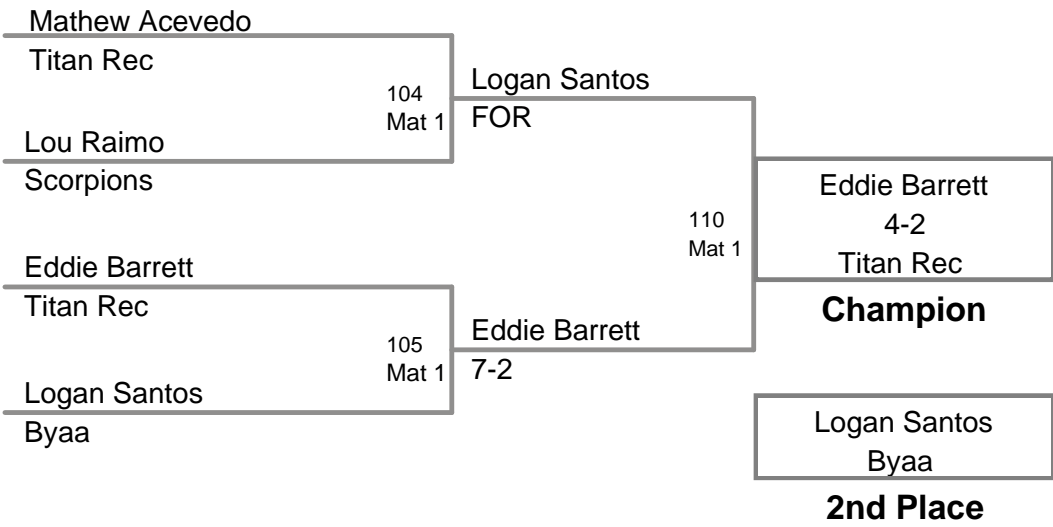 Mathew Acevedo
Titan Rec
104
Mat 1
Lou Raimo
Scorpions
Logan Santos
FOR
Eddie Barrett
Titan Rec
105
Mat 1
Logan Santos
Byaa
Eddie Barrett
7-2
110
Mat 1
Eddie Barrett
4-2
Titan Rec
Champion
Logan Santos
Byaa
2nd Place